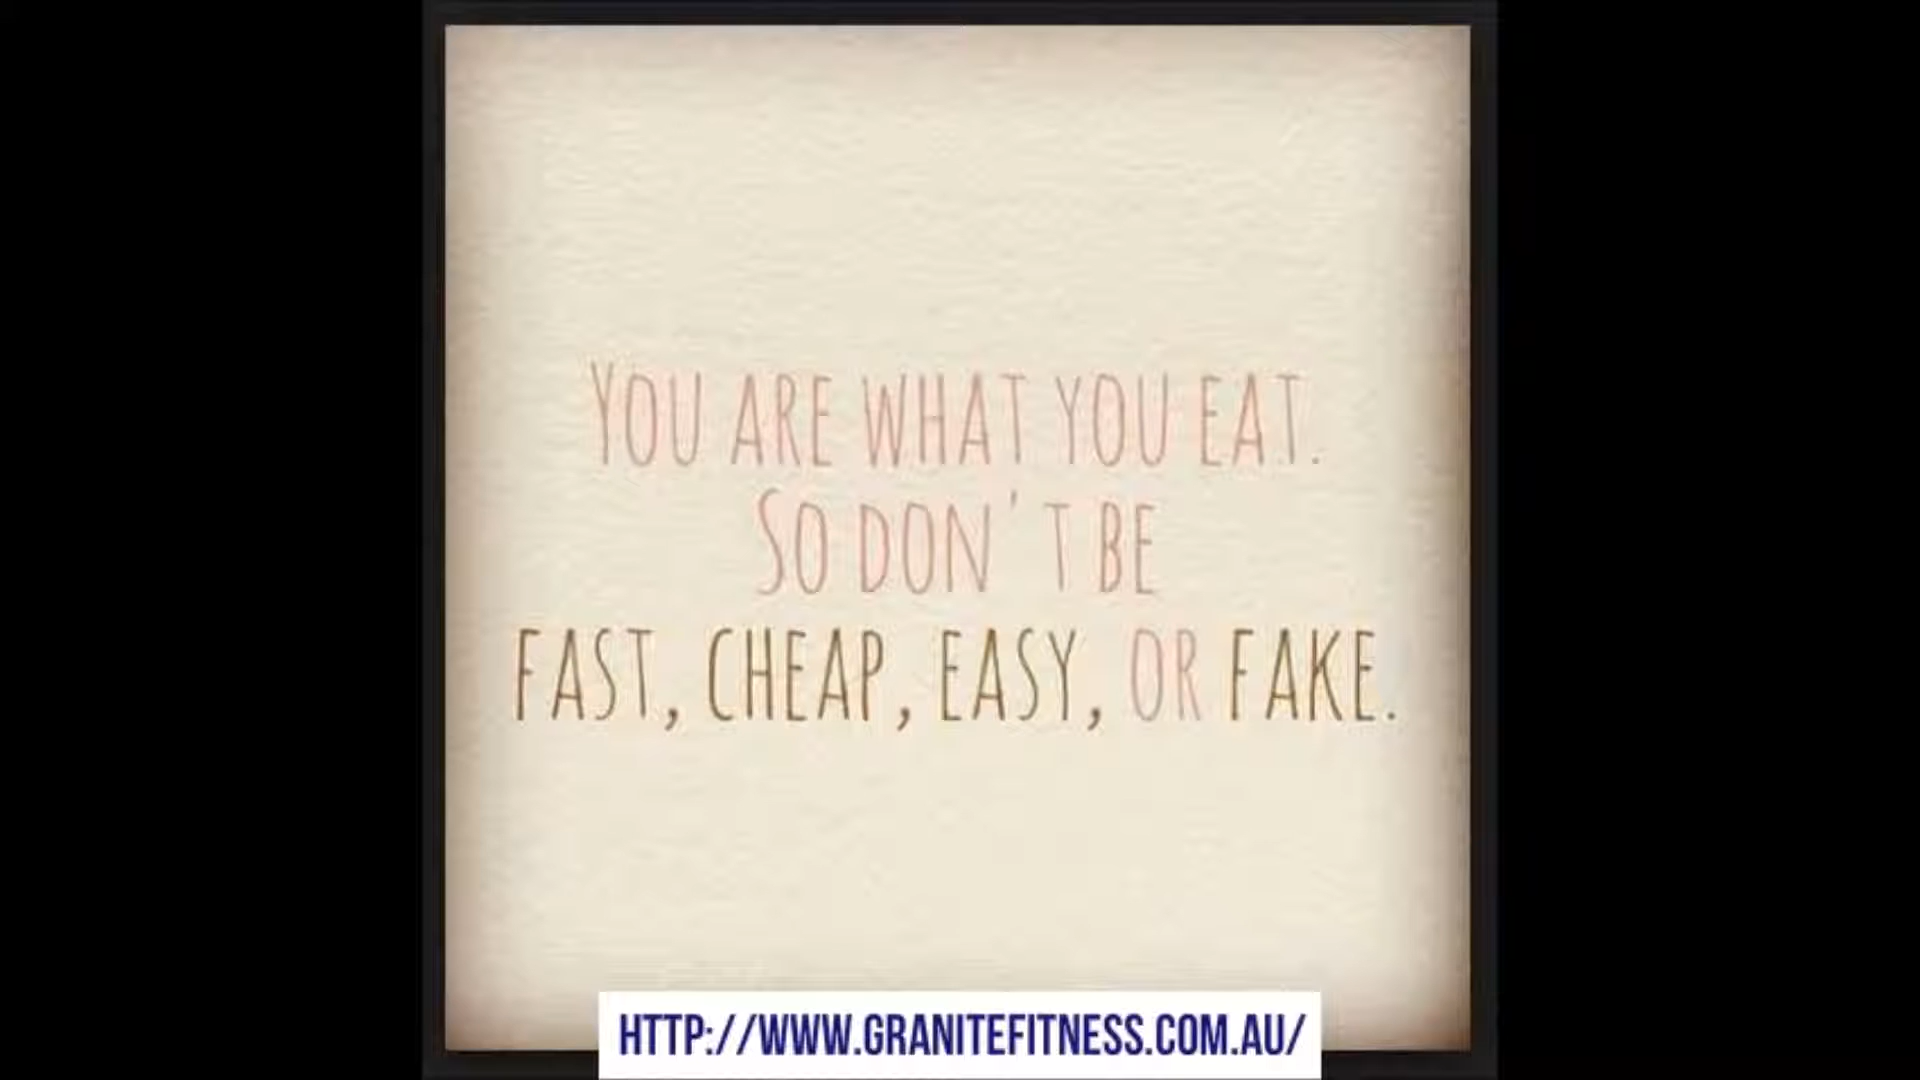 YOU ARE WHAT YOU EAT.
SO DON'T BE
FAST, CHEAP, EASY, OR FAKE.
HTTP://WWW.GRANITEFITNESS.COM.AU/